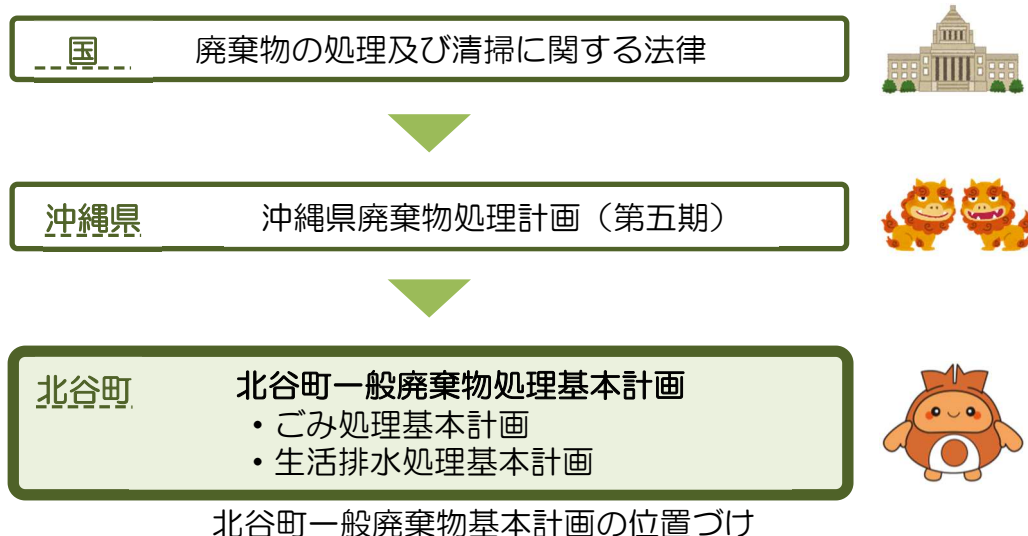 国 廃棄物の処理及び清掃に関する法律
沖縄県 沖縄県廃棄物処理計画（第五期）
北谷町 北谷町一般廃棄物処理基本計画
・ごみ処理基本計画
・生活排水処理基本計画
北谷町一般廃棄物基本計画の位置づけ